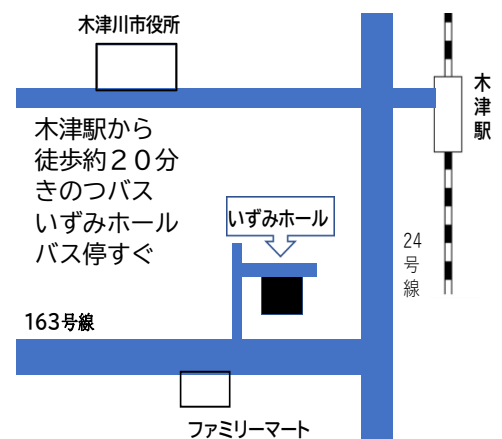 木津川市役所
木津駅
木津駅から
徒歩約２０分
きのつバス
いずみホール
バス停すぐ
いずみホール
24号線
163号線
ファミリーマート